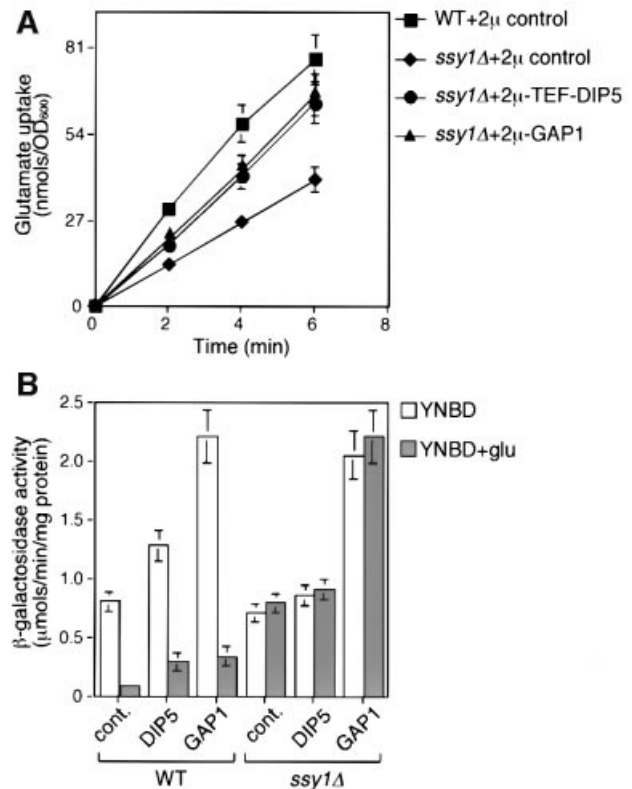 A
Glutamate uptake
(nmols/OD₆₀₀)
81
54
27
0
0 2 4 6 8
Time (min)
WT+2μ control
ssy1Δ+2μ control
ssy1Δ+2μ-TEF-DIP5
ssy1Δ+2μ-GAP1
B
β-galactosidase activity
(μmols/min/mg protein)
2.5
2.0
1.5
1.0
0.5
0
YNBD
YNBD+glu
cont. DIP5 GAP1 cont. DIP5 GAP1
WT ssy1Δ